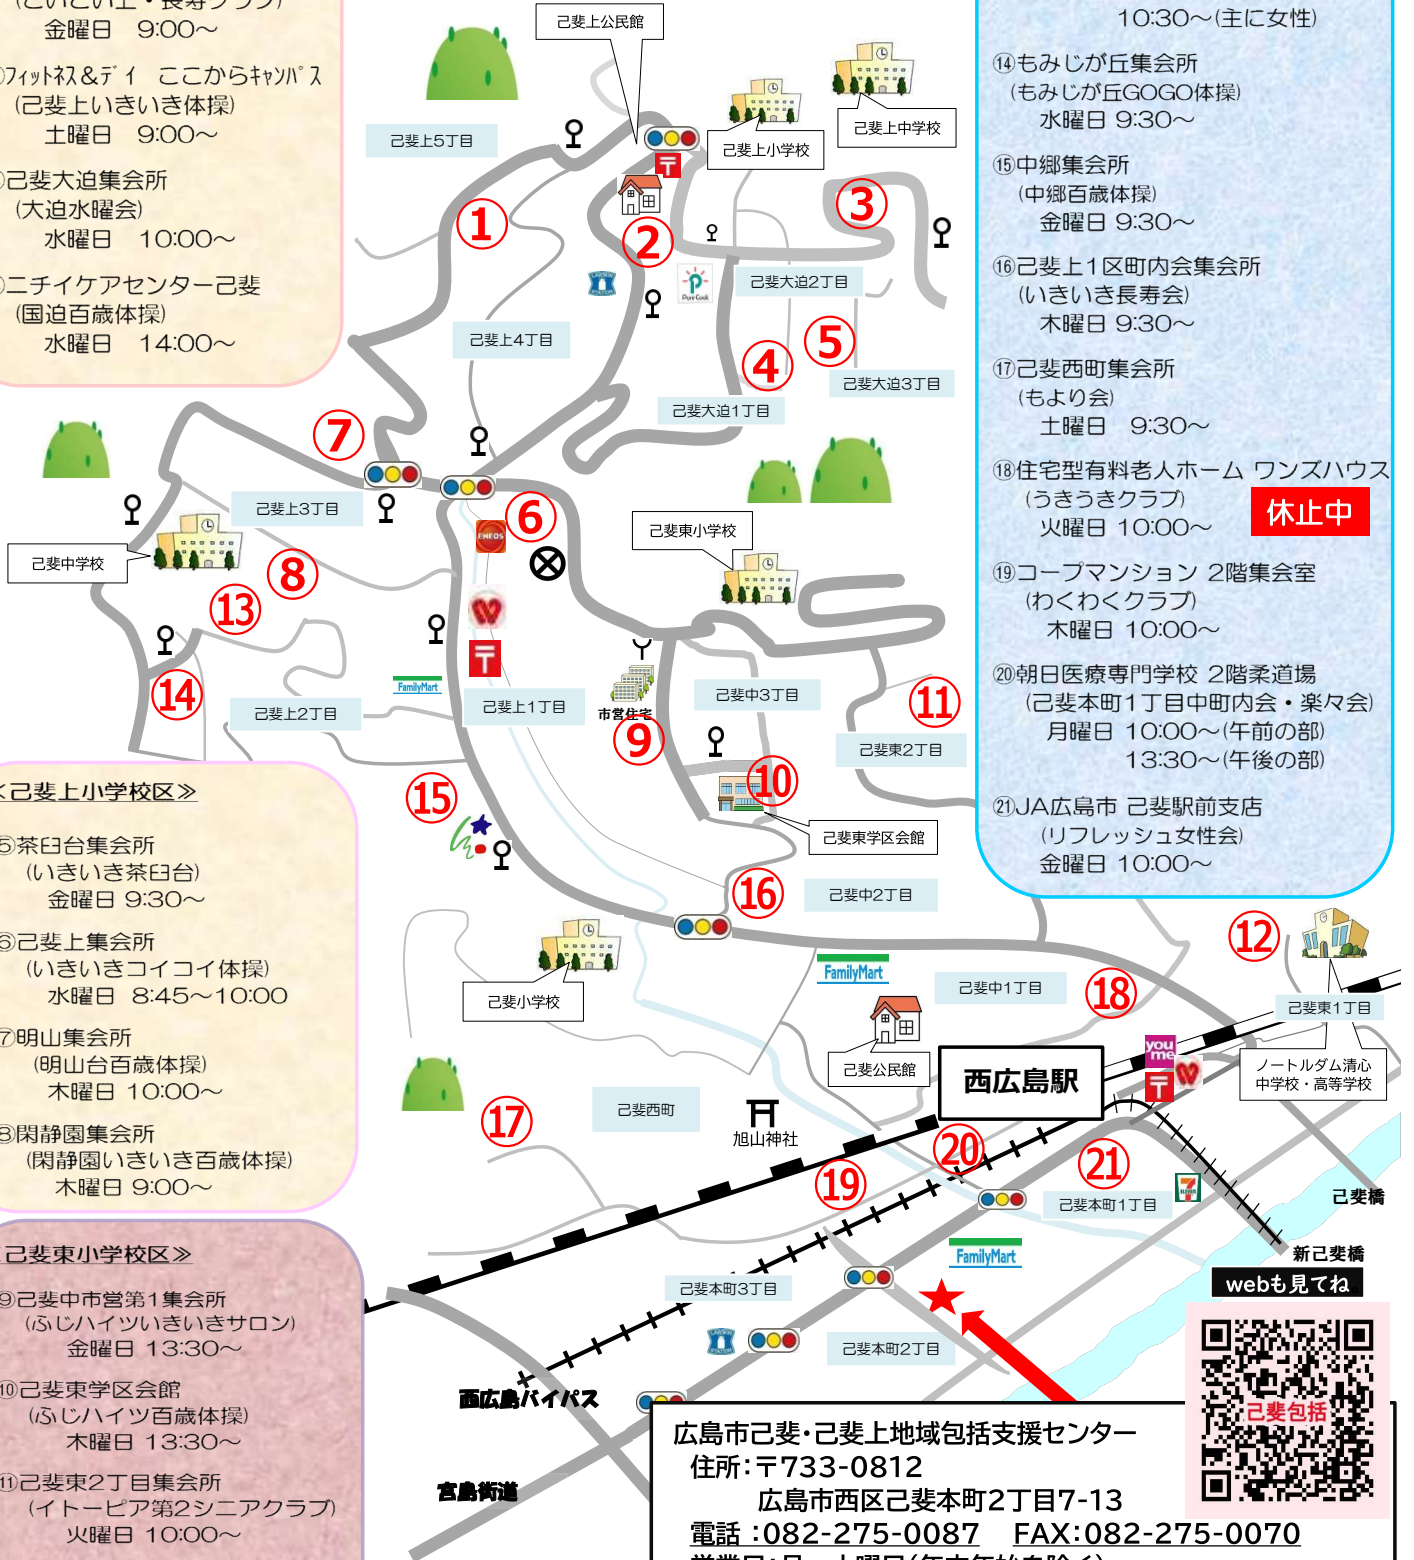 金曜日 9:00～
フィットネス&デイ ここからキャンパス
(己斐上いきいき体操)
土曜日 9:00～
己斐大迫集会所
(大迫水曜会)
水曜日 10:00～
ニチイケアセンター己斐
(国迫百歳体操)
水曜日 14:00～
≪己斐上小学校区≫
⑤茶臼台集会所
(いきいき茶臼台)
金曜日 9:30～
⑥己斐上集会所
(いきいきコイコイ体操)
水曜日 8:45～10:00
⑦明山集会所
(明山台百歳体操)
木曜日 10:00～
⑧閑静園集会所
(閑静園いきいき百歳体操)
木曜日 9:00～
己斐東小学校区≫
⑨己斐中市営第1集会所
(ふじハイツいきいきサロン)
金曜日 13:30～
⑩己斐東学区会館
(ふじハイツ百歳体操)
木曜日 13:30～
⑪己斐東2丁目集会所
(イトーピア第2シニアクラブ)
火曜日 10:00～
己斐上公民館
己斐上小学校
己斐上中学校
己斐上5丁目
①
②
③
己斐大迫2丁目
LAWSON
STATION
Pure Cook
己斐上4丁目
④
⑤
己斐大迫3丁目
己斐大迫1丁目
⑦
己斐上3丁目
⑥
ENEOS
己斐中学校
⑧
⑬
⑭
己斐東小学校
FamilyMart
己斐上2丁目
己斐上1丁目
市営住宅
⑨
己斐中3丁目
⑩
⑪
己斐東2丁目
己斐東学区会館
⑮
⑯
己斐中2丁目
己斐小学校
FamilyMart
己斐中1丁目
⑱
⑫
己斐東1丁目
ノートルダム清心
中学校・高等学校
己斐公民館
西広島駅
you
me
⑰
己斐西町
旭山神社
⑲
⑳
㉑
己斐本町1丁目
7
ELEVEn
己斐橋
新己斐橋
FamilyMart
己斐本町3丁目
LAWSON
STATION
己斐本町2丁目
西広島バイパス
宮島街道
10:30～(主に女性)
⑭もみじが丘集会所
(もみじが丘GOGO体操)
水曜日 9:30～
⑮中郷集会所
(中郷百歳体操)
金曜日 9:30～
⑯己斐上1区町内会集会所
(いきいき長寿会)
木曜日 9:30～
⑰己斐西町集会所
(もより会)
土曜日 9:30～
⑱住宅型有料老人ホーム ワンズハウス
(うきうきクラブ)
火曜日 10:00～
休止中
⑲コープマンション 2階集会室
(わくわくクラブ)
木曜日 10:00～
⑳朝日医療専門学校 2階柔道場
(己斐本町1丁目中町内会・楽々会)
月曜日 10:00～(午前の部)
13:30～(午後の部)
㉑JA広島市 己斐駅前支店
(リフレッシュ女性会)
金曜日 10:00～
webも見てね
己斐包括
広島市己斐・己斐上地域包括支援センター
住所：〒733-0812
広島市西区己斐本町2丁目7-13
電話：082-275-0087 FAX：082-275-0070